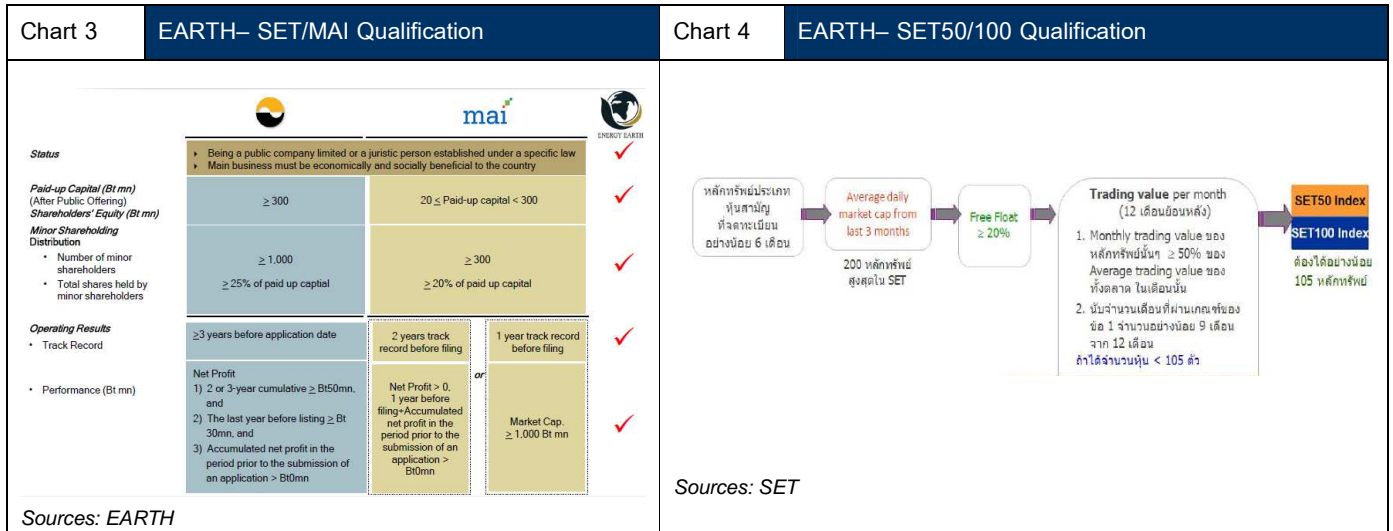 Chart 3
EARTH– SET/MAI Qualification
mai
ENERGY EARTH
Status
▸ Being a public company limited or a juristic person established under a specific law
▸ Main business must be economically and socially beneficial to the country
Paid-up Capital (Bt mn)
(After Public Offering)
Shareholders' Equity (Bt mn)
≥ 300
20 ≤ Paid-up capital < 300
Minor Shareholding
Distribution
• Number of minor
shareholders
≥ 1,000
≥ 300
• Total shares held by
minor shareholders
≥ 25% of paid up captial
≥ 20% of paid up capital
Operating Results
• Track Record
≥3 years before application date
2 years track
record before filing
1 year track record
before filing
or
• Performance (Bt mn)
Net Profit
1) 2 or 3-year cumulative ≥ Bt50mn,
and
2) The last year before listing ≥ Bt
30mn, and
3) Accumulated net profit in the
period prior to the submission of
an application > Bt0mn
Net Profit > 0,
1 year before
filing+Accumulated
net profit in the
period prior to the
submission of an
application >
Bt0mn
Market Cap.
≥ 1,000 Bt mn
Sources: EARTH
Chart 4
EARTH– SET50/100 Qualification
หลักทรัพย์ประเภท
หุ้นสามัญ
ที่จดทะเบียน
อย่างน้อย 6 เดือน
Average daily
market cap from
last 3 months
200 หลักทรัพย์
สูงสุดใน SET
Free Float
≥ 20%
Trading value per month
(12 เดือนย้อนหลัง)
1. Monthly trading value ของ
หลักทรัพย์นั้นๆ ≥ 50% ของ
Average trading value ของ
ทั้งตลาด ในเดือนนั้น
2. นับจำนวนเดือนที่ผ่านเกณฑ์ของ
ข้อ 1 จำนวนอย่างน้อย 9 เดือน
จาก 12 เดือน
ถ้าได้จำนวนหุ้น < 105 ตัว
SET50 Index
SET100 Index
ต้องได้อย่างน้อย
105 หลักทรัพย์
Sources: SET